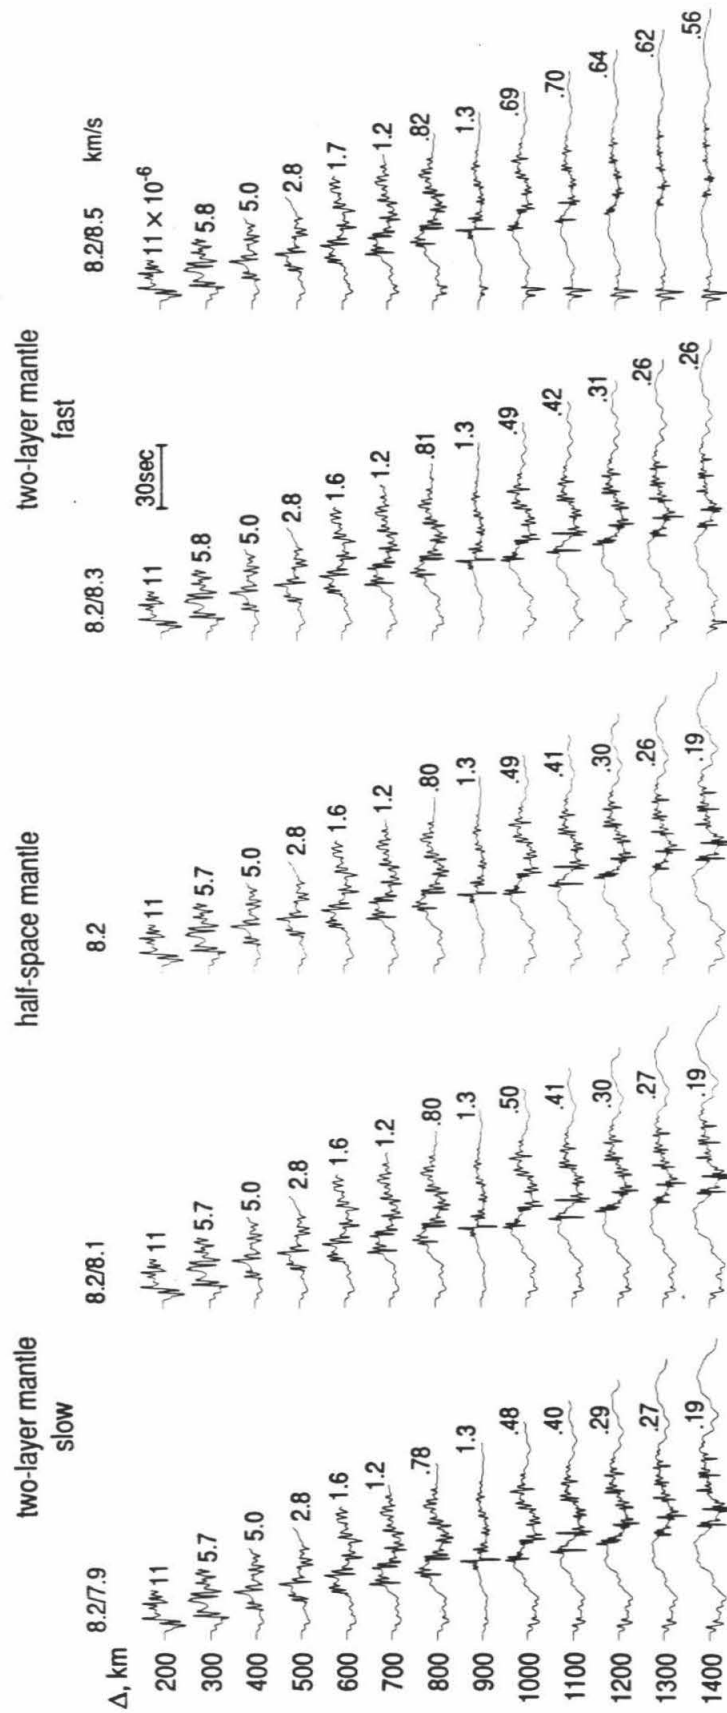 two-layer mantle
slow
half-space mantle
two-layer mantle
fast
8.2/7.9
8.2/8.1
8.2
8.2/8.3
8.2/8.5 km/s
30sec
Δ, km
200 11 11 11 11 11 × 10⁻⁶
300 5.7 5.7 5.7 5.8 5.8
400 5.0 5.0 5.0 5.0 5.0
500 2.8 2.8 2.8 2.8 2.8
600 1.6 1.6 1.6 1.6 1.7
700 1.2 1.2 1.2 1.2 1.2
800 .78 .80 .80 .81 .82
900 1.3 1.3 1.3 1.3 1.3
1000 .48 .50 .49 .49 .69
1100 .40 .41 .41 .42 .70
1200 .29 .30 .30 .31 .64
1300 .27 .27 .26 .26 .62
1400 .19 .19 .19 .26 .56